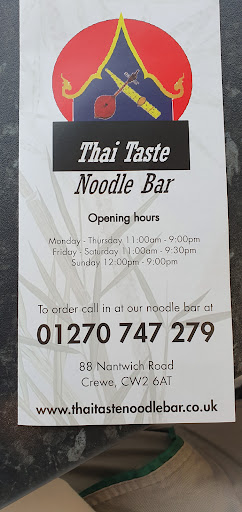 Thai Taste
Noodle Bar
Opening hours
Monday - Thursday 11:00am - 9:00pm
Friday - Saturday 11:00am - 9:30pm
Sunday 12:00pm - 9:00pm
To order call in at our noodle bar at
01270 747 279
88 Nantwich Road
Crewe, CW2 6AT
www.thaitastenoodlebar.co.uk